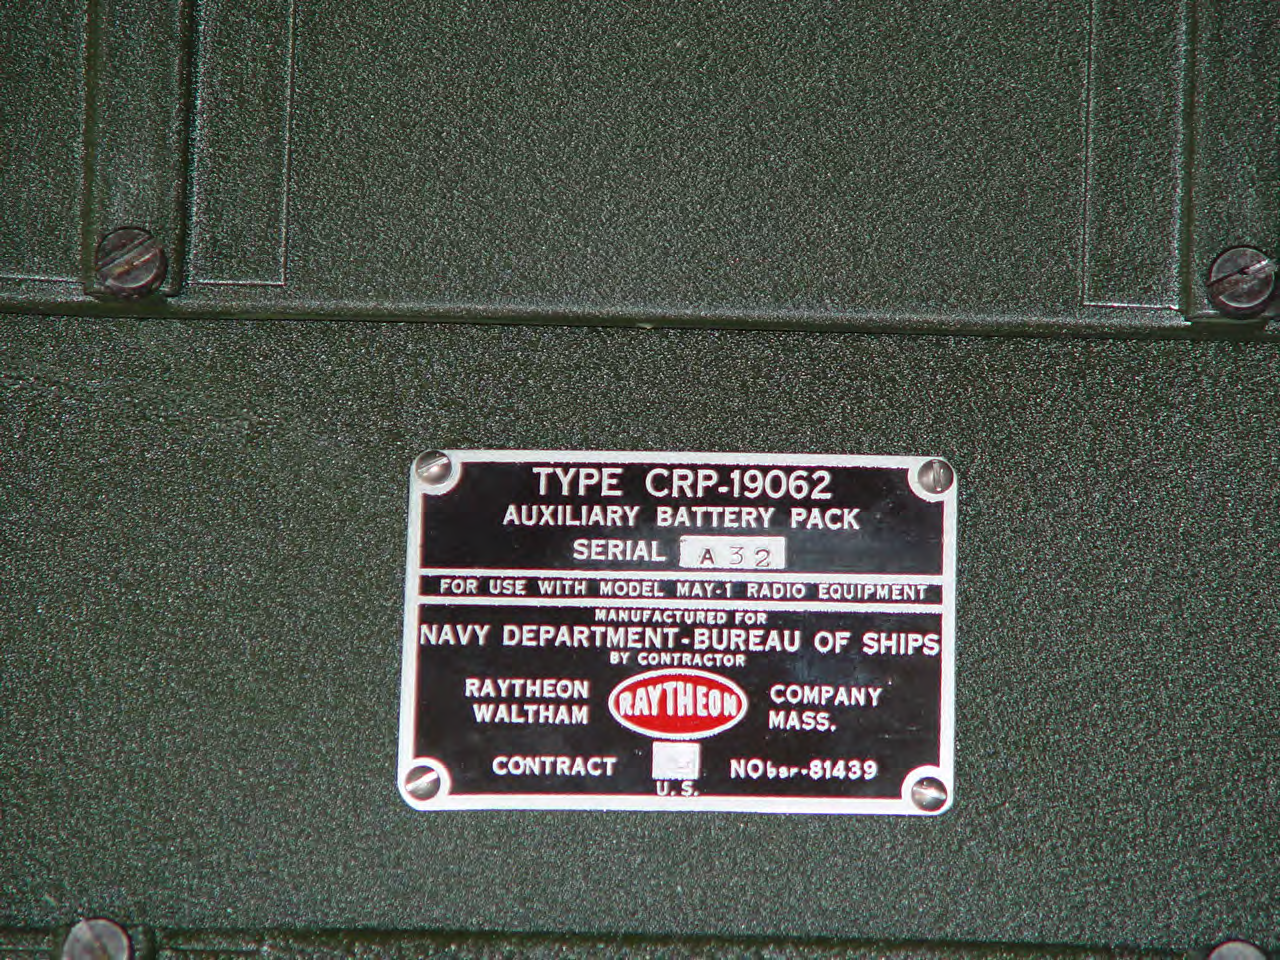 TYPE CRP-19062
AUXILIARY BATTERY PACK
SERIAL A 32
FOR USE WITH MODEL MAY-1 RADIO EQUIPMENT
MANUFACTURED FOR
NAVY DEPARTMENT-BUREAU OF SHIPS
BY CONTRACTOR
RAYTHEON RAYTHEON COMPANY
WALTHAM MASS.
CONTRACT NObsr-81439
U.S.